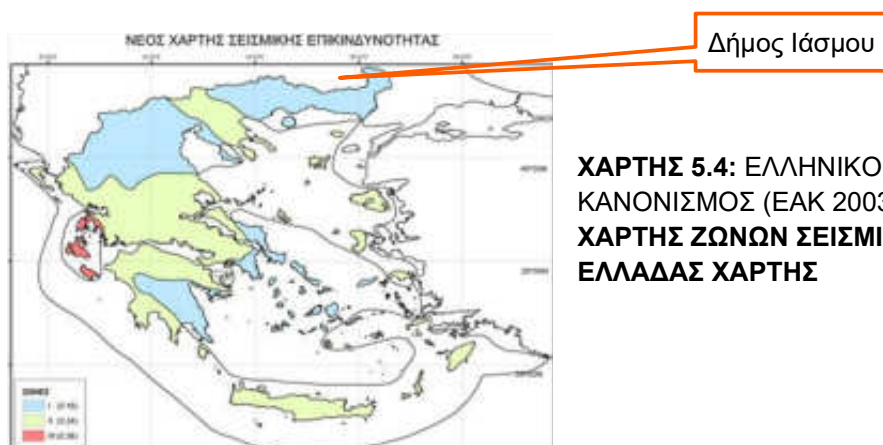 ΝΕΟΣ ΧΑΡΤΗΣ ΣΕΙΣΜΙΚΗΣ ΕΠΙΚΙΝΔΥΝΟΤΗΤΑΣ
Δήμος Ιάσμου
ΧΑΡΤΗΣ 5.4: ΕΛΛΗΝΙΚΟ
ΚΑΝΟΝΙΣΜΟΣ (ΕΑΚ 2003
ΧΑΡΤΗΣ ΖΩΝΩΝ ΣΕΙΣΜΙ
ΕΛΛΑΔΑΣ ΧΑΡΤΗΣ